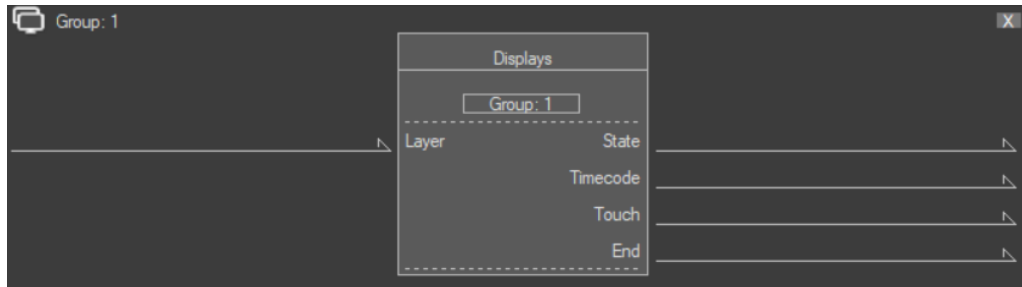 Group: 1
X
Displays
Group: 1
Layer State
Timecode
Touch
End